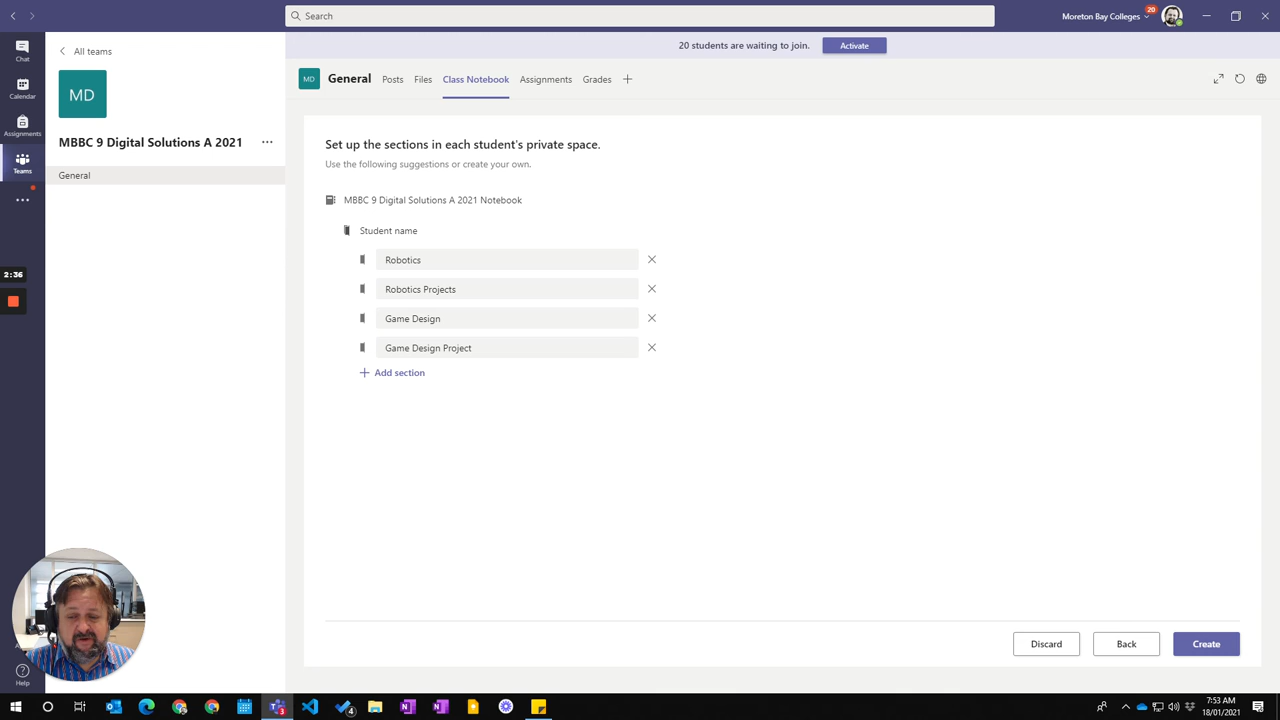 Search
Moreton Bay Colleges
20
Chat
Calendar
Assignments
Teams
2:36
Help
All teams
MD
MBBC 9 Digital Solutions A 2021
General
20 students are waiting to join.
Activate
MD
General
Posts
Files
Class Notebook
Assignments
Grades
Set up the sections in each student's private space.
Use the following suggestions or create your own.
MBBC 9 Digital Solutions A 2021 Notebook
Student name
Robotics
Robotics Projects
Game Design
Game Design Project
Add section
Discard
Back
Create
3
4
7:53 AM
18/01/2021